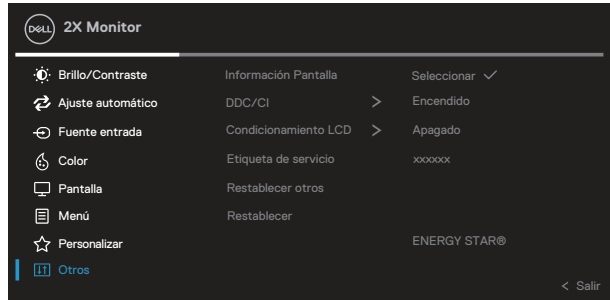 DELL 2X Monitor
Brillo/Contraste Información Pantalla Seleccionar ✓
Ajuste automático DDC/CI > Encendido
Fuente entrada Condicionamiento LCD > Apagado
Color Etiqueta de servicio xxxxxx
Pantalla Restablecer otros
Menú Restablecer
Personalizar ENERGY STAR®
Otros
< Salir